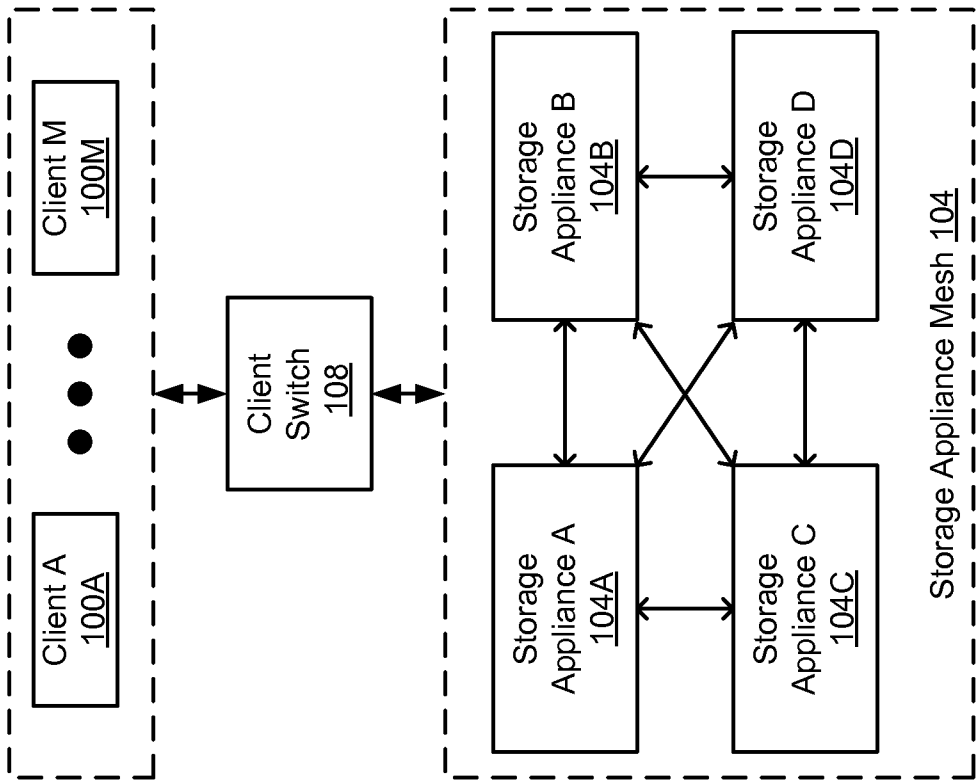 Client A
100A
Client M
100M
Client
Switch
108
Storage
Appliance A
104A
Storage
Appliance B
104B
Storage
Appliance C
104C
Storage
Appliance D
104D
Storage Appliance Mesh 104